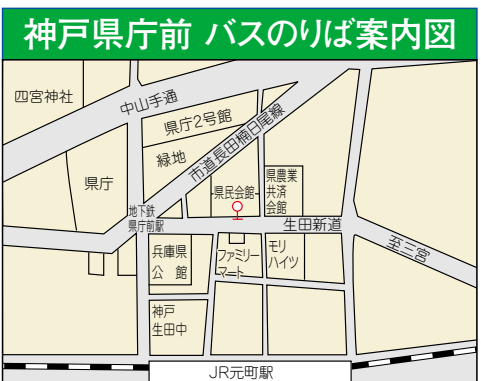 神戸県庁前 バスのりば案内図
四宮神社
中山手通
県庁2号館
市道長田楠日尾線
緑地
県庁
県民会館
県農業
共済
会館
地下鉄
県庁前駅
生田新道
至三宮
兵庫県
公　館
ファミリー
マート
モリ
ハイツ
神戸
生田中
JR元町駅